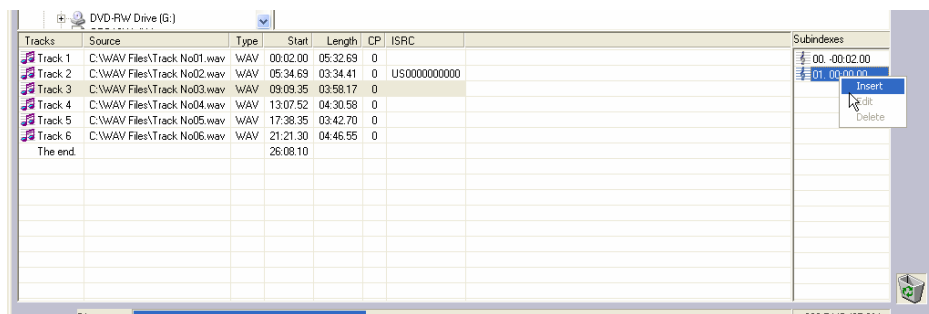 DVD-RW Drive (G:)
Tracks Source Type Start Length CP ISRC Subindexes
Track 1 C:\WAV Files\Track No01.wav WAV 00:02.00 05:32.69 0
Track 2 C:\WAV Files\Track No02.wav WAV 05:34.69 03:34.41 0 US0000000000
Track 3 C:\WAV Files\Track No03.wav WAV 09:09.35 03:58.17 0
Track 4 C:\WAV Files\Track No04.wav WAV 13:07.52 04:30.58 0
Track 5 C:\WAV Files\Track No05.wav WAV 17:38.35 03:42.70 0
Track 6 C:\WAV Files\Track No06.wav WAV 21:21.30 04:46.55 0
The end. 26:08.10
00. -00:02.00
01. 00:00.00
Insert
Edit
Delete